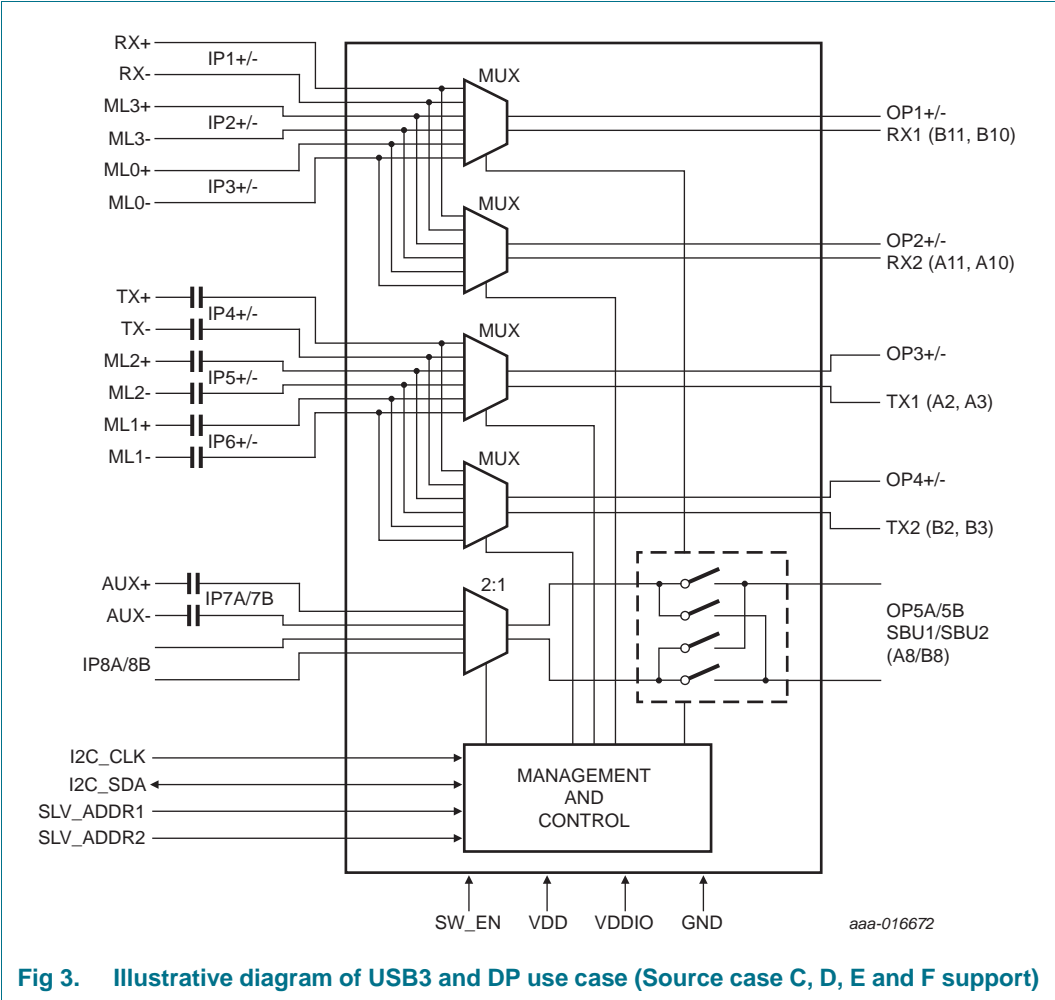 RX+
IP1+/-
RX-
ML3+
IP2+/-
ML3-
ML0+
IP3+/-
ML0-
MUX
OP1+/-
RX1 (B11, B10)
MUX
OP2+/-
RX2 (A11, A10)
TX+
IP4+/-
TX-
ML2+
IP5+/-
ML2-
ML1+
IP6+/-
ML1-
MUX
OP3+/-
TX1 (A2, A3)
MUX
OP4+/-
TX2 (B2, B3)
AUX+
IP7A/7B
AUX-
IP8A/8B
2:1
OP5A/5B
SBU1/SBU2
(A8/B8)
I2C_CLK
I2C_SDA
SLV_ADDR1
SLV_ADDR2
MANAGEMENT
AND
CONTROL
SW_EN
VDD
VDDIO
GND
aaa-016672
Fig 3. Illustrative diagram of USB3 and DP use case (Source case C, D, E and F support)